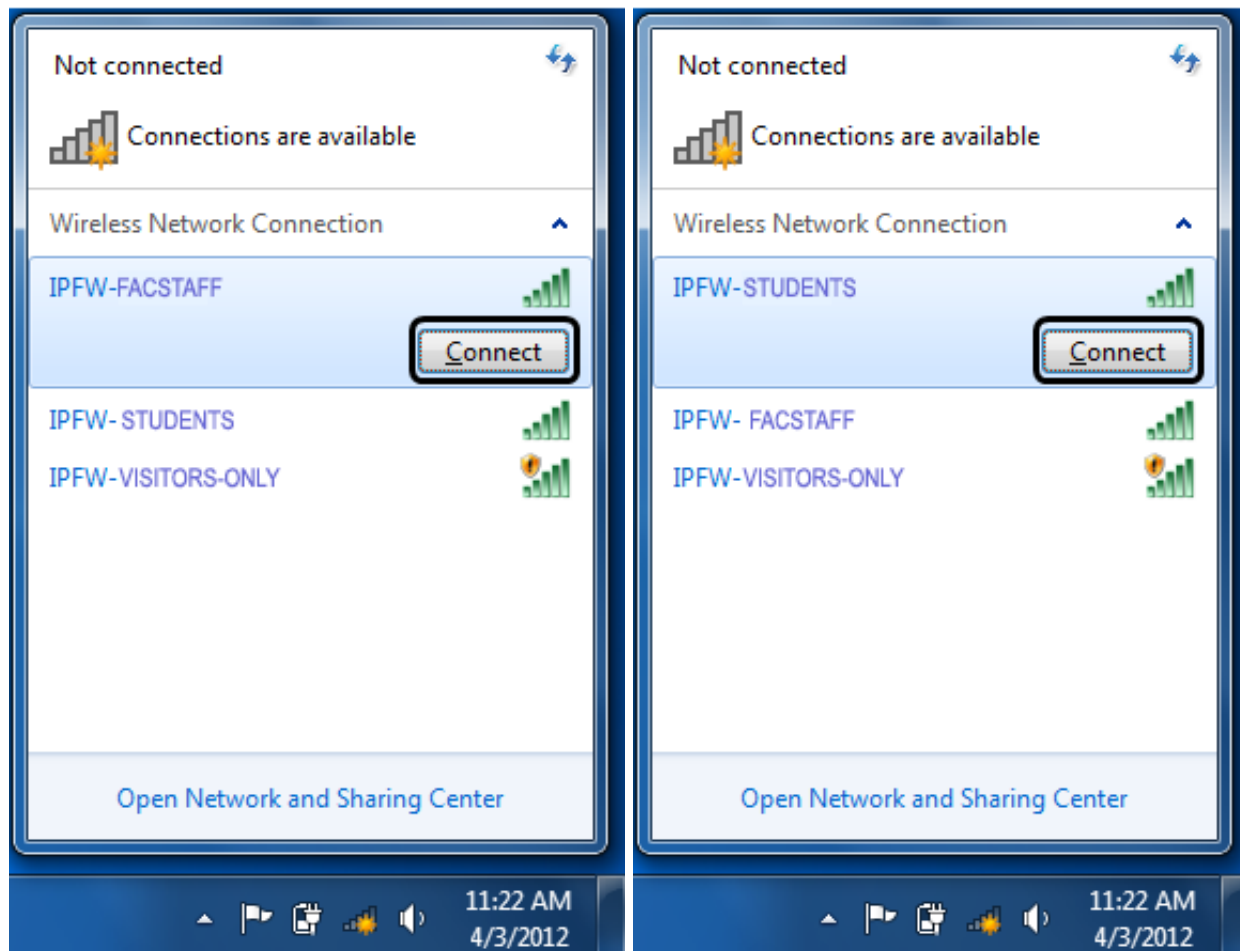 Not connected
Connections are available
Wireless Network Connection
IPFW-FACSTAFF
Connect
IPFW- STUDENTS
IPFW-VISITORS-ONLY
Open Network and Sharing Center
11:22 AM
4/3/2012
Not connected
Connections are available
Wireless Network Connection
IPFW-STUDENTS
Connect
IPFW- FACSTAFF
IPFW-VISITORS-ONLY
Open Network and Sharing Center
11:22 AM
4/3/2012